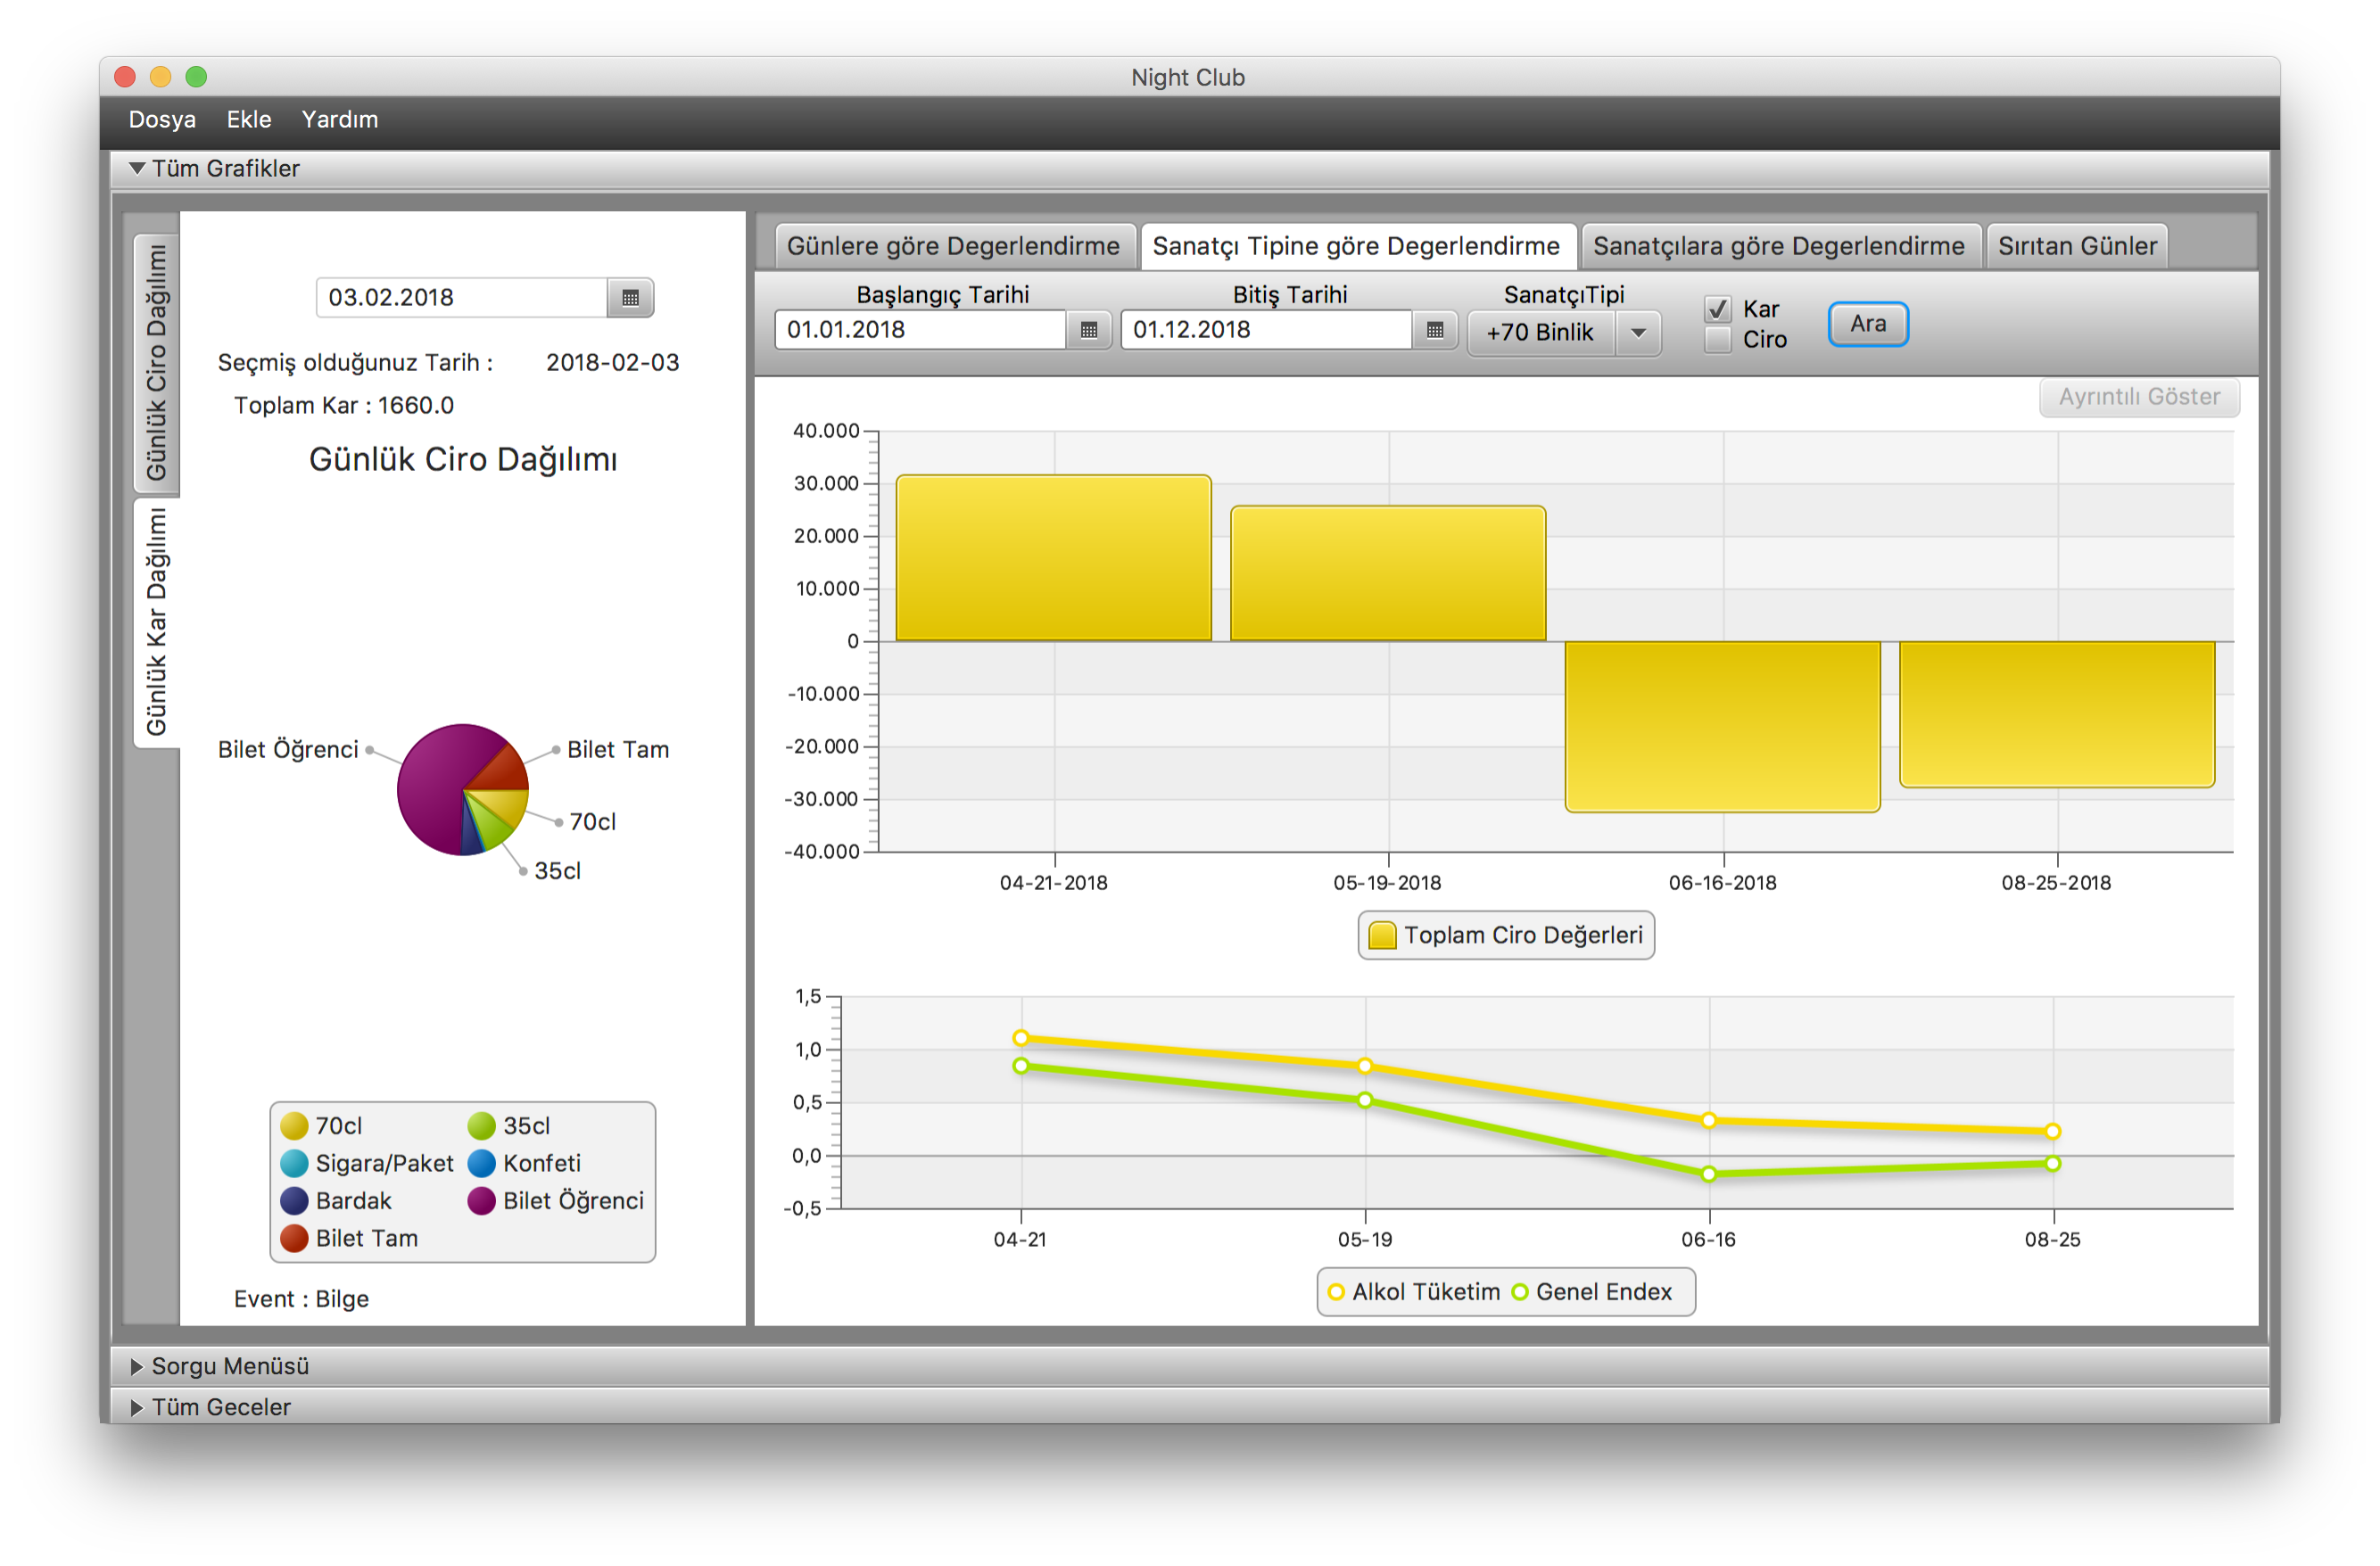 Night Club
Dosya Ekle Yardım
Tüm Grafikler
Günlük Ciro Dağılımı
Günlük Kar Dağılımı
03.02.2018
Seçmiş olduğunuz Tarih : 2018-02-03
Toplam Kar : 1660.0
Günlük Ciro Dağılımı
Bilet Öğrenci
Bilet Tam
70cl
35cl
70cl 35cl
Sigara/Paket Konfeti
Bardak Bilet Öğrenci
Bilet Tam
Event : Bilge
Günlere göre Degerlendirme Sanatçı Tipine göre Degerlendirme Sanatçılara göre Degerlendirme Sırıtan Günler
Başlangıç Tarihi Bitiş Tarihi SanatçıTipi
01.01.2018 01.12.2018 +70 Binlik
Kar
Ciro
Ara
Ayrıntılı Göster
40.000
30.000
20.000
10.000
0
-10.000
-20.000
-30.000
-40.000
04-21-2018 05-19-2018 06-16-2018 08-25-2018
Toplam Ciro Değerleri
1,5
1,0
0,5
0,0
-0,5
04-21 05-19 06-16 08-25
Alkol Tüketim Genel Endex
Sorgu Menüsü
Tüm Geceler